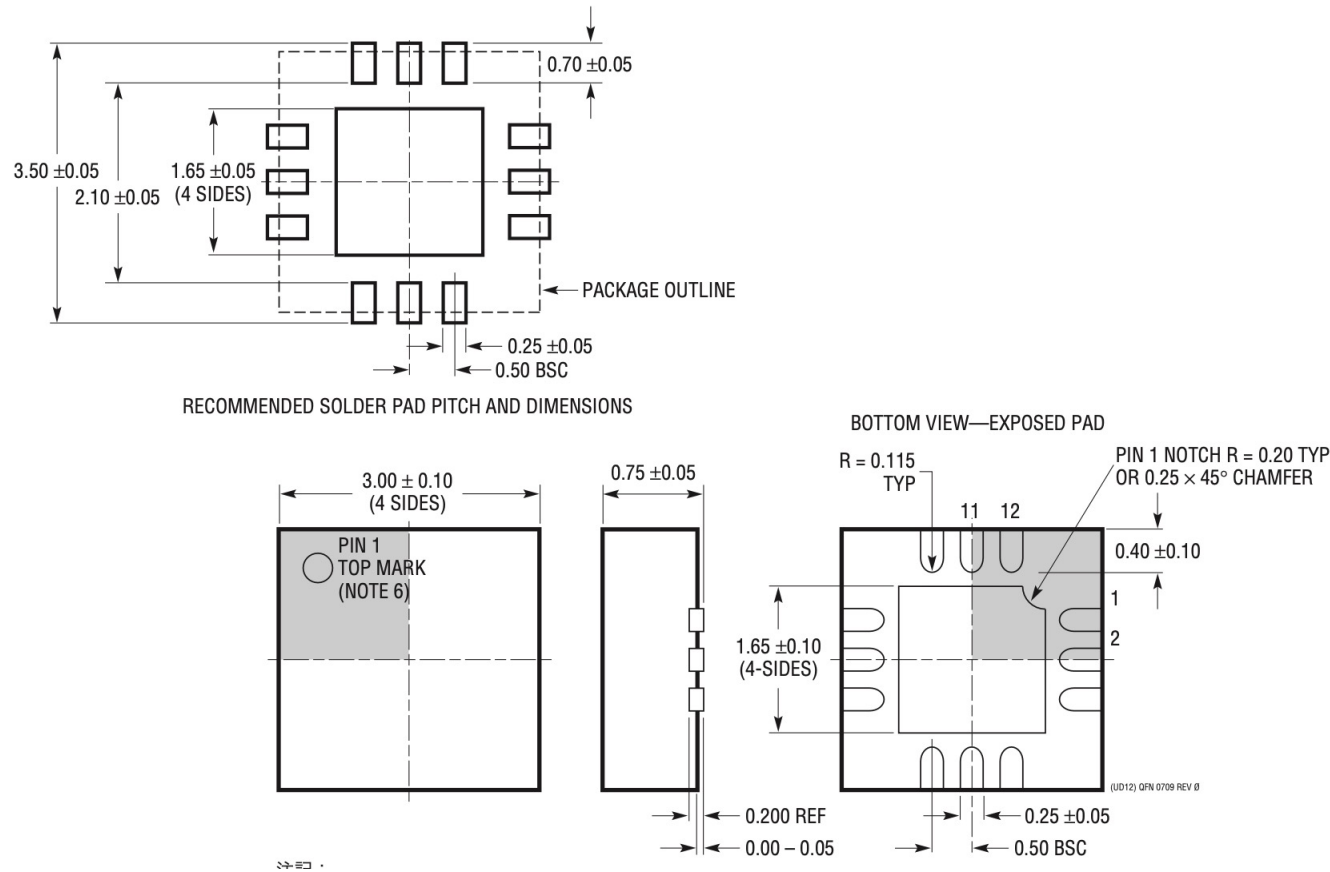 0.70 ±0.05
3.50 ±0.05
2.10 ±0.05
1.65 ±0.05
(4 SIDES)
PACKAGE OUTLINE
0.25 ±0.05
0.50 BSC
RECOMMENDED SOLDER PAD PITCH AND DIMENSIONS
3.00 ± 0.10
(4 SIDES)
PIN 1
TOP MARK
(NOTE 6)
0.75 ±0.05
0.200 REF
0.00 – 0.05
BOTTOM VIEW—EXPOSED PAD
R = 0.115
TYP
PIN 1 NOTCH R = 0.20 TYP
OR 0.25 × 45° CHAMFER
11 12
0.40 ±0.10
1
2
1.65 ±0.10
(4-SIDES)
(UD12) QFN 0709 REV Ø
0.25 ±0.05
0.50 BSC
注記：